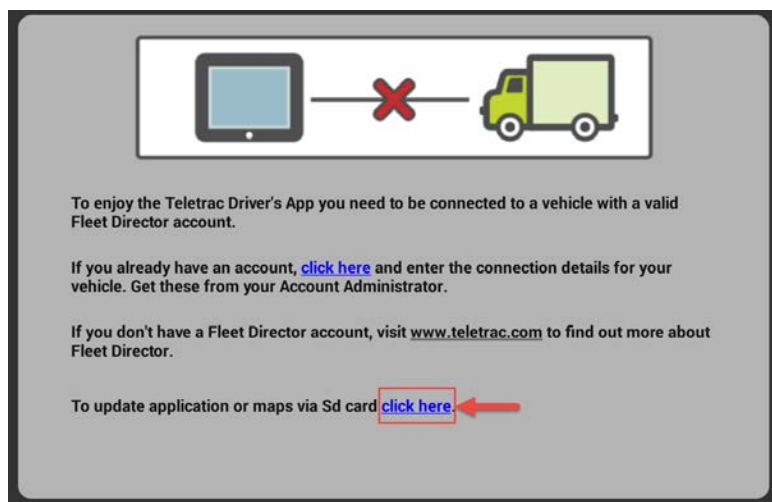 To enjoy the Teletrac Driver's App you need to be connected to a vehicle with a valid
Fleet Director account.
If you already have an account, click here and enter the connection details for your
vehicle. Get these from your Account Administrator.
If you don't have a Fleet Director account, visit www.teletrac.com to find out more about
Fleet Director.
To update application or maps via Sd card click here.